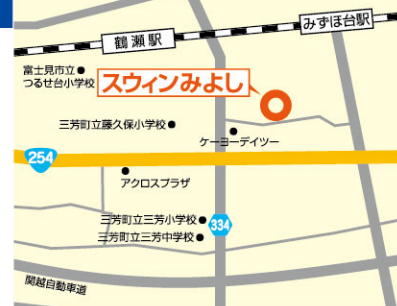 みずほ台駅
鶴瀬駅
富士見市立
つるせ台小学校
スウィンみよし
三芳町立藤久保小学校
ケーヨーデイツー
254
アクロスプラザ
三芳町立三芳小学校
334
三芳町立三芳中学校
関越自動車道